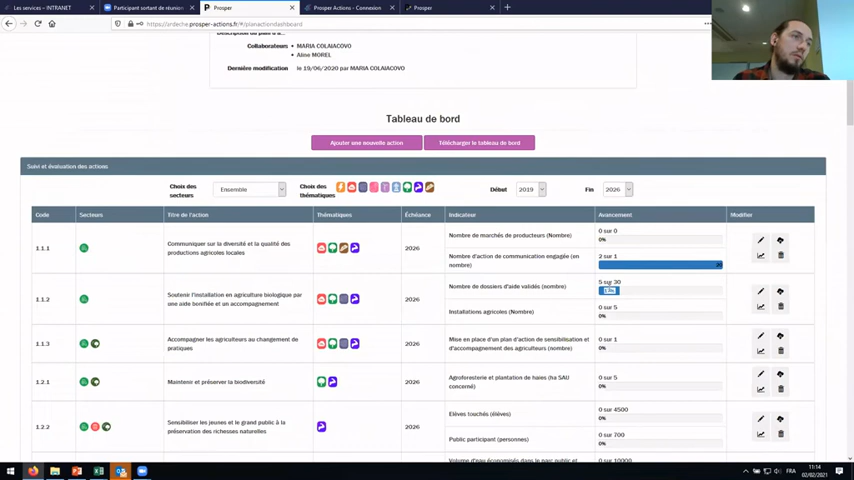 Les services – INTRANET
Participant sortant de réunion
Prosper
Prosper Actions - Connexion
Prosper
https://ardeche.prosper-actions.fr/#/planactiondashboard
Collaborateurs
• MARIA COLAIACOVO
• Aline MOREL
Dernière modification
le 19/06/2020 par MARIA COLAIACOVO
Tableau de bord
Ajouter une nouvelle action
Télécharger le tableau de bord
Suivi et évaluation des actions
Choix des secteurs
Ensemble
Choix des thématiques
Début
2019
Fin
2026
Code
Secteurs
Titre de l'action
Thématiques
Échéance
Indicateur
Avancement
Modifier
1.1.1
Communiquer sur la diversité et la qualité des
productions agricoles locales
2026
Nombre de marchés de producteurs (Nombre)
0 sur 0
0%
Nombre d'action de communication engagée (en
nombre)
2 sur 1
1.1.2
Soutenir l'installation en agriculture biologique par
une aide bénifiée et un accompagnement
2026
Nombre de dossiers d'aide validés (nombre)
5 sur 30
Installations agricoles (Nombre)
0 sur 5
0%
1.1.3
Accompagner les agriculteurs au changement de
pratiques
2026
Mise en place d'un plan d'action de sensibilisation
et d'accompagnement des agriculteurs (nombre)
0 sur 1
0%
1.2.1
Maintenir et préserver la biodiversité
2026
Agroforesterie et plantation de haies (ha SAU
concerné)
0 sur 5
0%
1.2.2
Sensibiliser les jeunes et le grand public à la
préservation des richesses naturelles
2026
Elèves touchés (élèves)
0 sur 4500
0%
Public participant (personnes)
0 sur 700
0%
Volume d'eau économisés dans le parc public et
0 sur 10000
FRA
11:14
02/02/2021